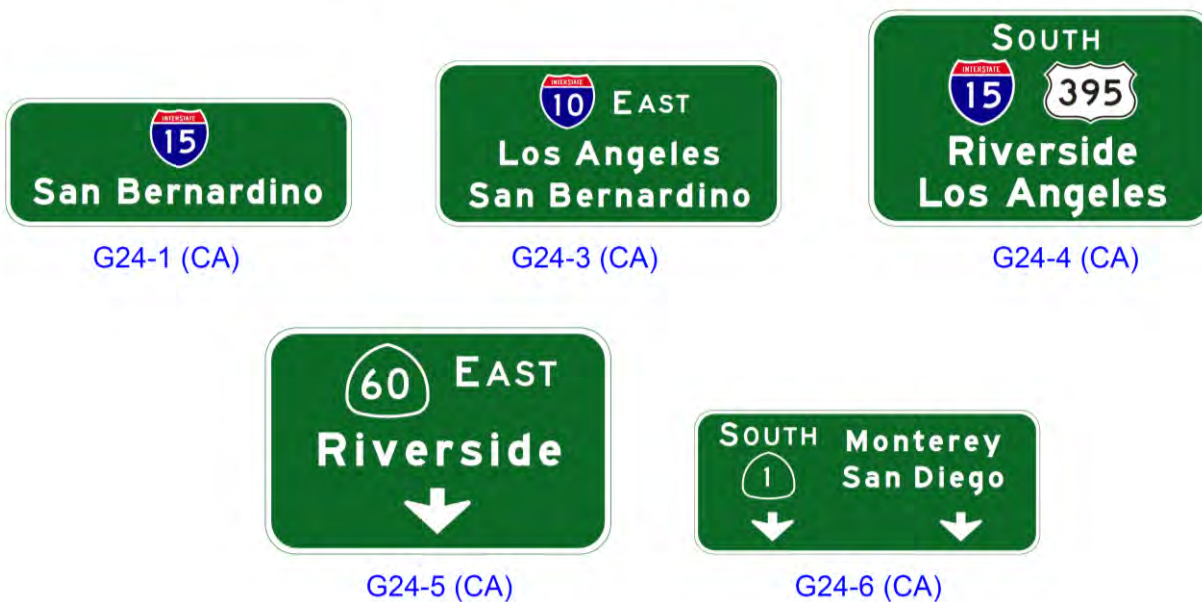 INTERSTATE
15
San Bernardino
G24-1 (CA)
INTERSTATE
10 EAST
Los Angeles
San Bernardino
G24-3 (CA)
SOUTH
INTERSTATE
15 395
Riverside
Los Angeles
G24-4 (CA)
60 EAST
Riverside
G24-5 (CA)
SOUTH
1
Monterey
San Diego
G24-6 (CA)